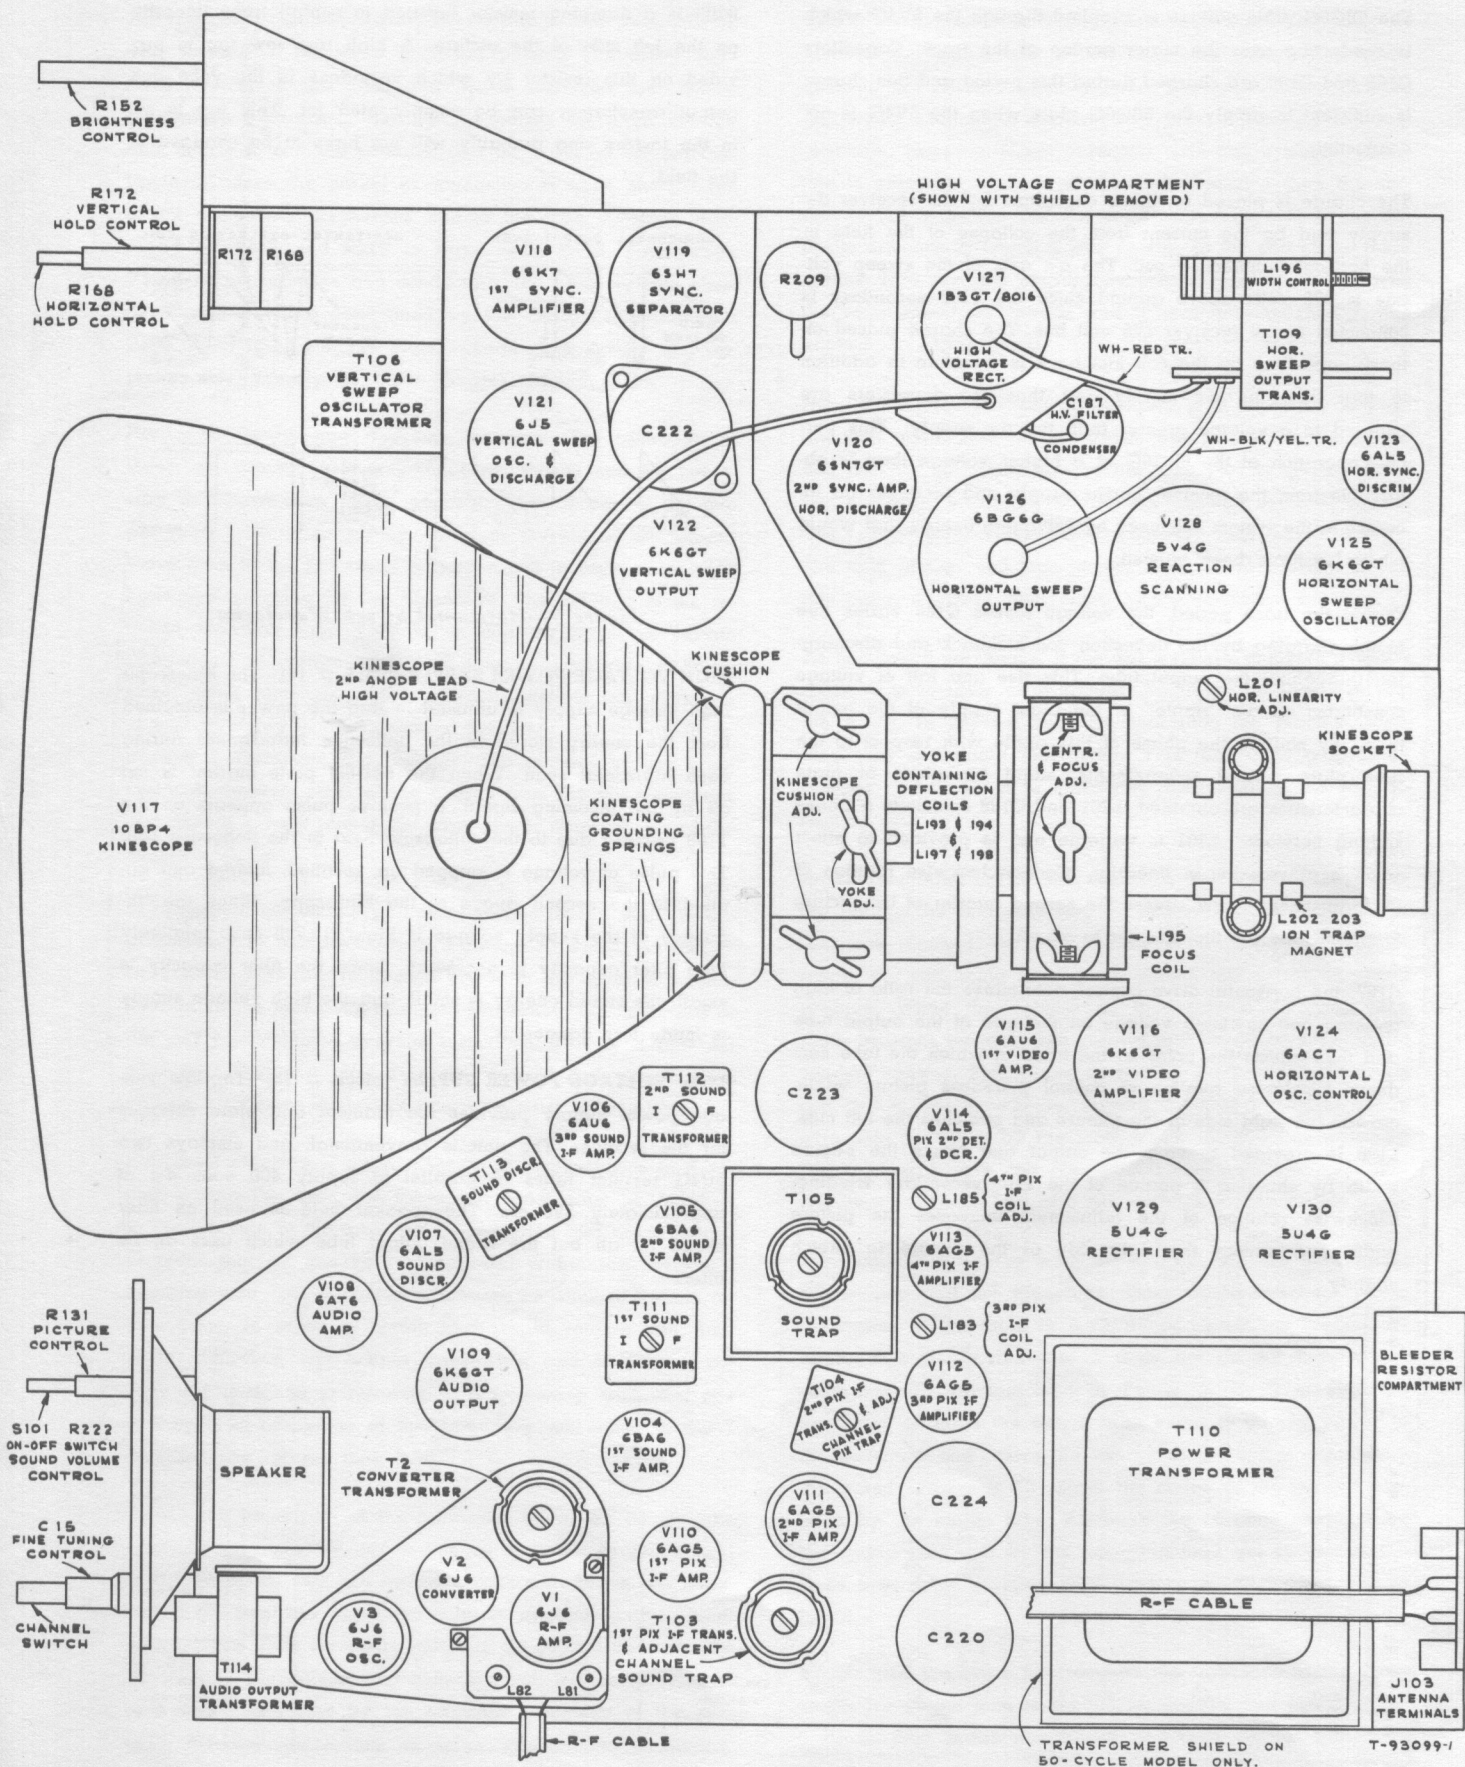 R152
BRIGHTNESS
CONTROL
R172
VERTICAL
HOLD CONTROL
R168
HORIZONTAL
HOLD CONTROL
R172 R168
HIGH VOLTAGE COMPARTMENT
(SHOWN WITH SHIELD REMOVED)
V118
6SK7
1ST SYNC.
AMPLIFIER
V119
6SH7
SYNC.
SEPARATOR
R209
V127
1B3GT/8016
HIGH
VOLTAGE
RECT.
L196
WIDTH CONTROL
T109
HOR.
SWEEP
OUTPUT
TRANS.
WH-RED TR.
T106
VERTICAL
SWEEP
OSCILLATOR
TRANSFORMER
V121
6J5
VERTICAL SWEEP
OSC. &
DISCHARGE
C222
C187
H.V. FILTER
CONDENSER
WH-BLK/YEL. TR.
V120
6SN7GT
2ND SYNC. AMP.
HOR. DISCHARGE
V123
6AL5
HOR. SYNC.
DISCRIM
V126
6BG6G
HORIZONTAL SWEEP
OUTPUT
V128
5V4G
REACTION
SCANNING
V125
6K6GT
HORIZONTAL
SWEEP
OSCILLATOR
V122
6K6GT
VERTICAL SWEEP
OUTPUT
KINESCOPE
2ND ANODE LEAD
HIGH VOLTAGE
KINESCOPE
CUSHION
L201
HOR. LINEARITY
ADJ.
KINESCOPE
SOCKET
V117
10BP4
KINESCOPE
KINESCOPE
COATING
GROUNDING
SPRINGS
KINESCOPE
CUSHION
ADJ.
YOKE
ADJ.
YOKE
CONTAINING
DEFLECTION
COILS
L193 & 194
&
L197 & 198
CENTR.
& FOCUS
ADJ.
L195
FOCUS
COIL
L202 203
ION TRAP
MAGNET
V115
6AU6
1ST VIDEO
AMP.
V116
6K6GT
2ND VIDEO
AMPLIFIER
V124
6AC7
HORIZONTAL
OSC. CONTROL
T112
2ND SOUND
I F
TRANSFORMER
C223
V106
6AU6
3RD SOUND
I-F AMP.
V114
6AL5
PIX 2ND DET.
& DCR.
T113
SOUND DISCR.
TRANSFORMER
L185
4TH PIX
I-F
COIL
ADJ.
T105
SOUND
TRAP
V105
6BA6
2ND SOUND
I-F AMP.
V107
6AL5
SOUND
DISCR.
V113
6AG5
4TH PIX I-F
AMPLIFIER
V129
5U4G
RECTIFIER
V130
5U4G
RECTIFIER
V108
6AT6
AUDIO
AMP.
T111
1ST SOUND
I F
TRANSFORMER
L183
3RD PIX
I-F
COIL
ADJ.
R131
PICTURE
CONTROL
V109
6K6GT
AUDIO
OUTPUT
T104
2ND PIX I-F
TRANS. & ADJ.
CHANNEL
PIX TRAP
V112
6AG5
3RD PIX I-F
AMPLIFIER
BLEEDER
RESISTOR
COMPARTMENT
S101 R222
ON-OFF SWITCH
SOUND VOLUME
CONTROL
SPEAKER
V104
6BA6
1ST SOUND
I-F AMP.
T110
POWER
TRANSFORMER
T2
CONVERTER
TRANSFORMER
V111
6AG5
2ND PIX
I-F AMP.
C224
C15
FINE TUNING
CONTROL
V110
6AG5
1ST PIX
I-F AMP.
V2
6J6
CONVERTER
V1
6J6
R-F
AMP.
V3
6J6
R-F
OSC.
CHANNEL
SWITCH
T103
1ST PIX I-F TRANS.
& ADJACENT
CHANNEL
SOUND TRAP
C220
R-F CABLE
T114
AUDIO OUTPUT
TRANSFORMER
L82 L81
R-F CABLE
J103
ANTENNA
TERMINALS
TRANSFORMER SHIELD ON
50-CYCLE MODEL ONLY.
T-93099-1